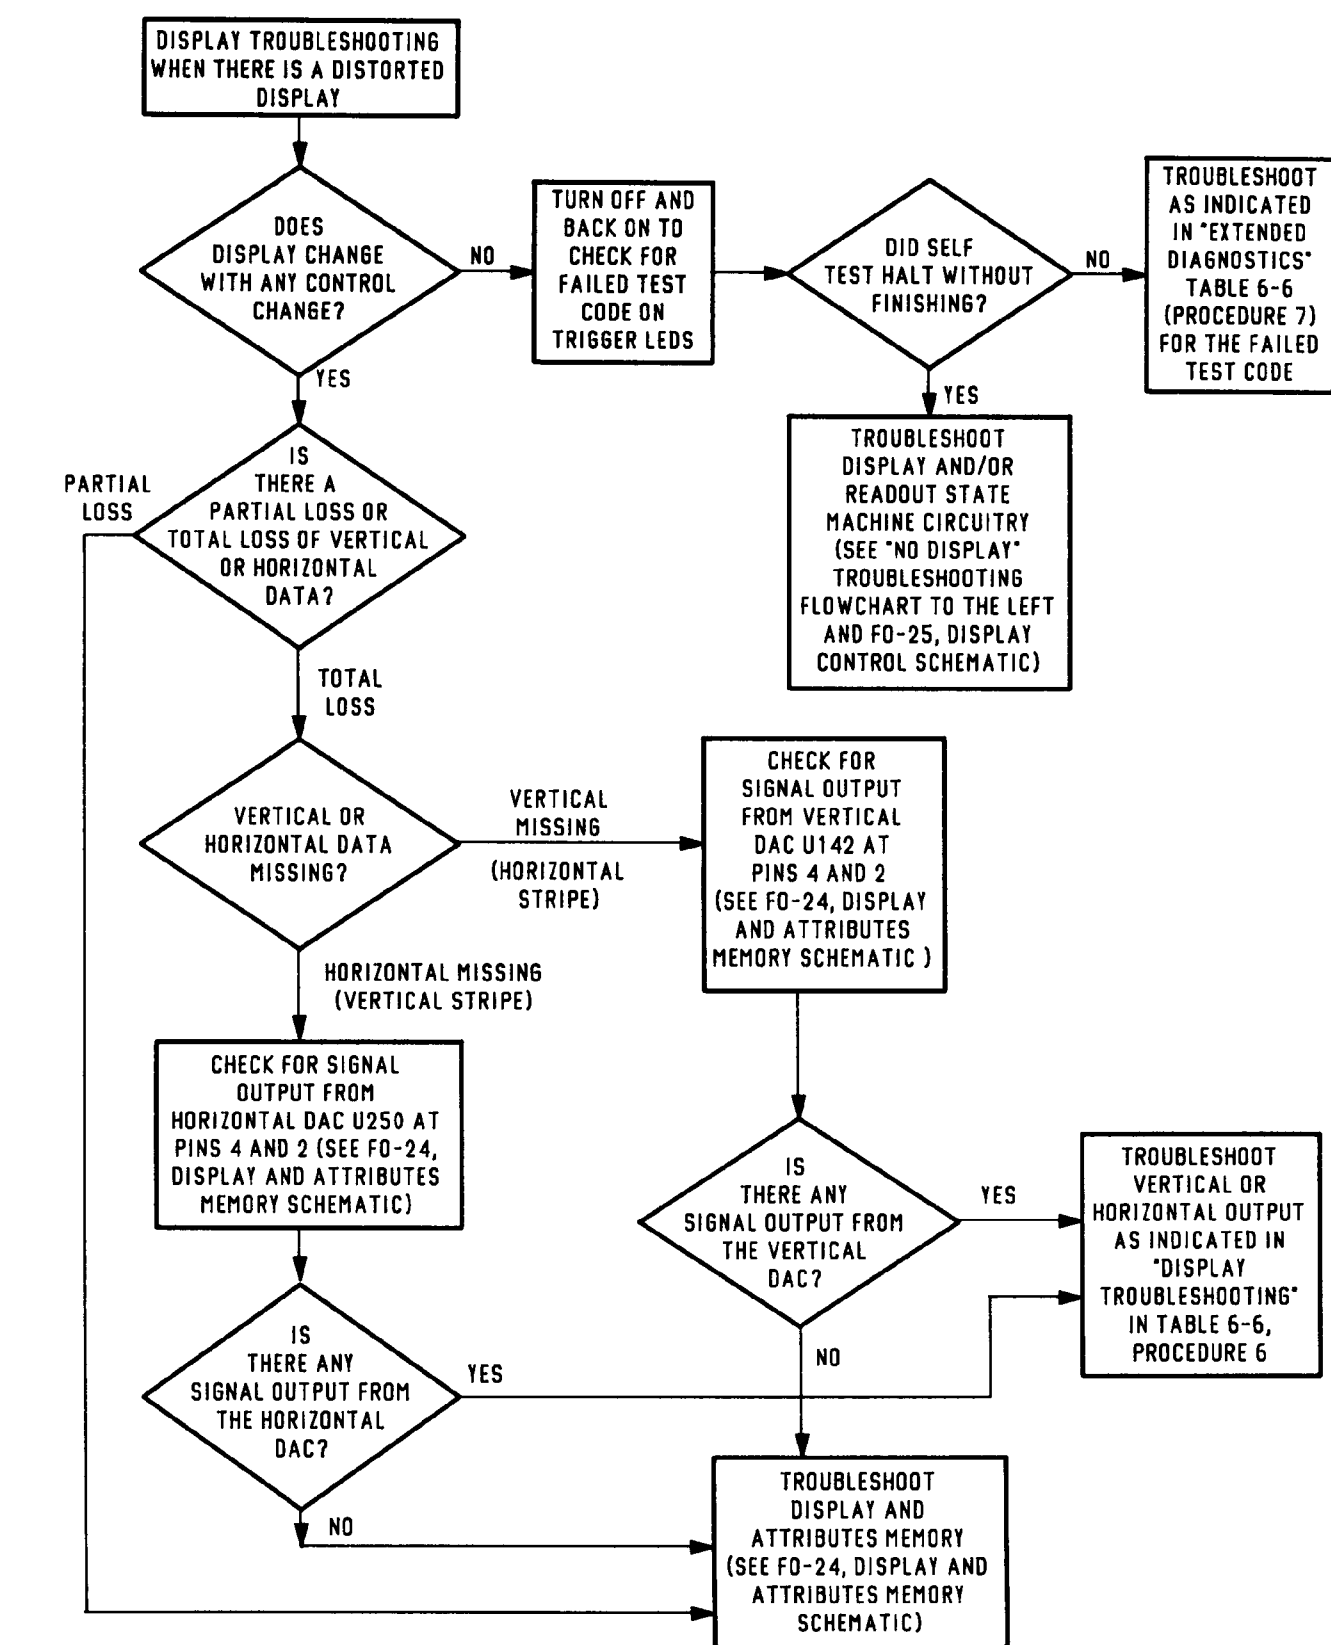 DISPLAY TROUBLESHOOTING
WHEN THERE IS A DISTORTED
DISPLAY
DOES
DISPLAY CHANGE
WITH ANY CONTROL
CHANGE?
NO
YES
TURN OFF AND
BACK ON TO
CHECK FOR
FAILED TEST
CODE ON
TRIGGER LEDS
DID SELF
TEST HALT WITHOUT
FINISHING?
NO
YES
TROUBLESHOOT
AS INDICATED
IN "EXTENDED
DIAGNOSTICS"
TABLE 6-6
(PROCEDURE 7)
FOR THE FAILED
TEST CODE
TROUBLESHOOT
DISPLAY AND/OR
READOUT STATE
MACHINE CIRCUITRY
(SEE "NO DISPLAY"
TROUBLESHOOTING
FLOWCHART TO THE LEFT
AND FO-25, DISPLAY
CONTROL SCHEMATIC)
IS
THERE A
PARTIAL LOSS OR
TOTAL LOSS OF VERTICAL
OR HORIZONTAL
DATA?
PARTIAL
LOSS
TOTAL
LOSS
VERTICAL OR
HORIZONTAL DATA
MISSING?
VERTICAL
MISSING
(HORIZONTAL
STRIPE)
HORIZONTAL MISSING
(VERTICAL STRIPE)
CHECK FOR
SIGNAL OUTPUT
FROM VERTICAL
DAC U142 AT
PINS 4 AND 2
(SEE FO-24, DISPLAY
AND ATTRIBUTES
MEMORY SCHEMATIC )
CHECK FOR SIGNAL
OUTPUT FROM
HORIZONTAL DAC U250 AT
PINS 4 AND 2 (SEE FO-24,
DISPLAY AND ATTRIBUTES
MEMORY SCHEMATIC)
IS
THERE ANY
SIGNAL OUTPUT FROM
THE VERTICAL
DAC?
YES
NO
TROUBLESHOOT
VERTICAL OR
HORIZONTAL OUTPUT
AS INDICATED IN
"DISPLAY
TROUBLESHOOTING"
IN TABLE 6-6,
PROCEDURE 6
IS
THERE ANY
SIGNAL OUTPUT FROM
THE HORIZONTAL
DAC?
YES
NO
TROUBLESHOOT
DISPLAY AND
ATTRIBUTES MEMORY
(SEE FO-24, DISPLAY AND
ATTRIBUTES MEMORY
SCHEMATIC)